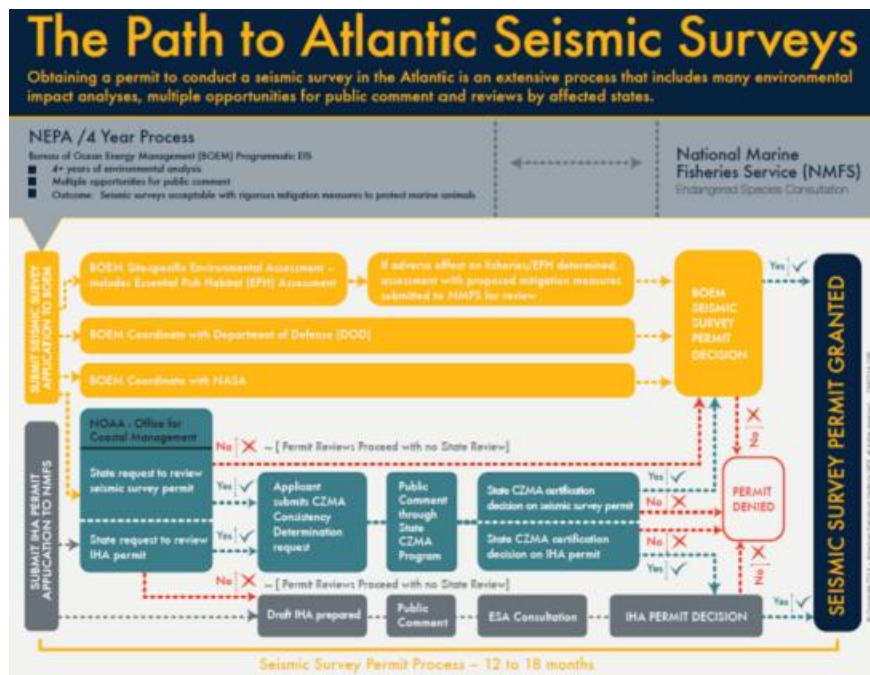 The Path to Atlantic Seismic Surveys
Obtaining a permit to conduct a seismic survey in the Atlantic is an extensive process that includes many environmental
impact analyses, multiple opportunities for public comment and reviews by affected states.
NEPA /4 Year Process
Bureau of Ocean Energy Management (BOEM) Programmatic EIS
4+ years of environmental analysis
Multiple opportunities for public comment
Outcome: Seismic surveys acceptable with rigorous mitigation measures to protect marine animals
National Marine
Fisheries Service (NMFS)
Endangered Species Consultation
SUBMIT SEISMIC SURVEY
APPLICATION TO BOEM
BOEM Site-specific Environmental Assessment –
includes Essential Fish Habitat (EFH) Assessment
If adverse effect on fisheries/EFH determined,
assessment with proposed mitigation measures
submitted to NMFS for review
BOEM Coordinate with Department of Defense (DOD)
BOEM Coordinate with NASA
BOEM
SEISMIC
SURVEY
PERMIT
DECISION
Yes
No
SEISMIC SURVEY PERMIT GRANTED
SUBMIT IHA PERMIT
APPLICATION TO NMFS
NOAA - Office for
Coastal Management
State request to review
seismic survey permit
State request to review
IHA permit
No – [ Permit Reviews Proceed with no State Review]
Yes
Yes
Applicant
submits CZMA
Consistency
Determination
request
Public
Comment
through
State
CZMA
Program
State CZMA certification
decision on seismic survey permit
State CZMA certification
decision on IHA permit
Yes
No
No
Yes
PERMIT
DENIED
No
No – [ Permit Reviews Proceed with no State Review]
Draft IHA prepared
Public
Comment
ESA Consultation
IHA PERMIT DECISION
Yes
Seismic Survey Permit Process – 12 to 18 months